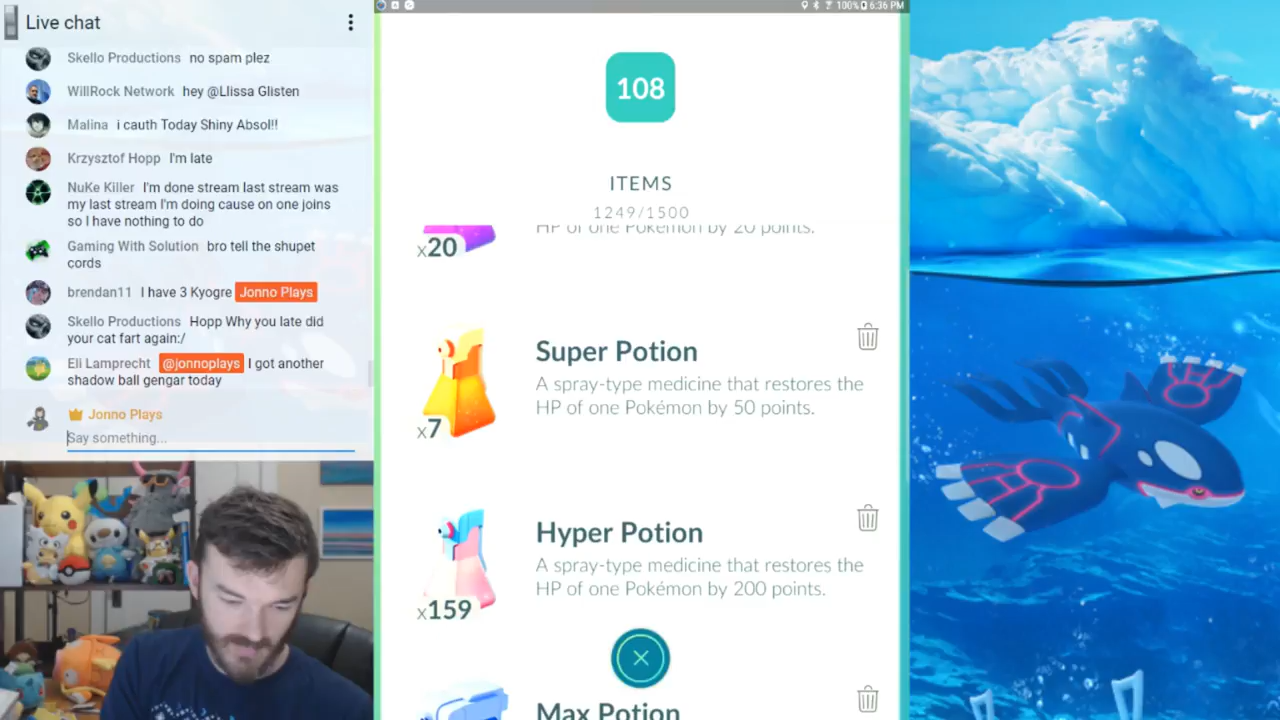 Live chat
Skello Productions no spam plez
WillRock Network hey @Llissa Glisten
Malina i cauth Today Shiny Absol!!
Krzysztof Hopp I'm late
NuKe Killer I'm done stream last stream was
my last stream I'm doing cause on one joins
so I have nothing to do
Gaming With Solution bro tell the shupet
cords
brendan11 I have 3 Kyogre Jonno Plays
Skello Productions Hopp Why you late did
your cat fart again:/
Eli Lamprecht @jonnoplays I got another
shadow ball gengar today
Jonno Plays
Say something...
100% 6:36 PM
108
ITEMS
1249/1500
HP of one Pokémon by 20 points.
x20
Super Potion
A spray-type medicine that restores the
HP of one Pokémon by 50 points.
x7
Hyper Potion
A spray-type medicine that restores the
HP of one Pokémon by 200 points.
x159
Max Potion